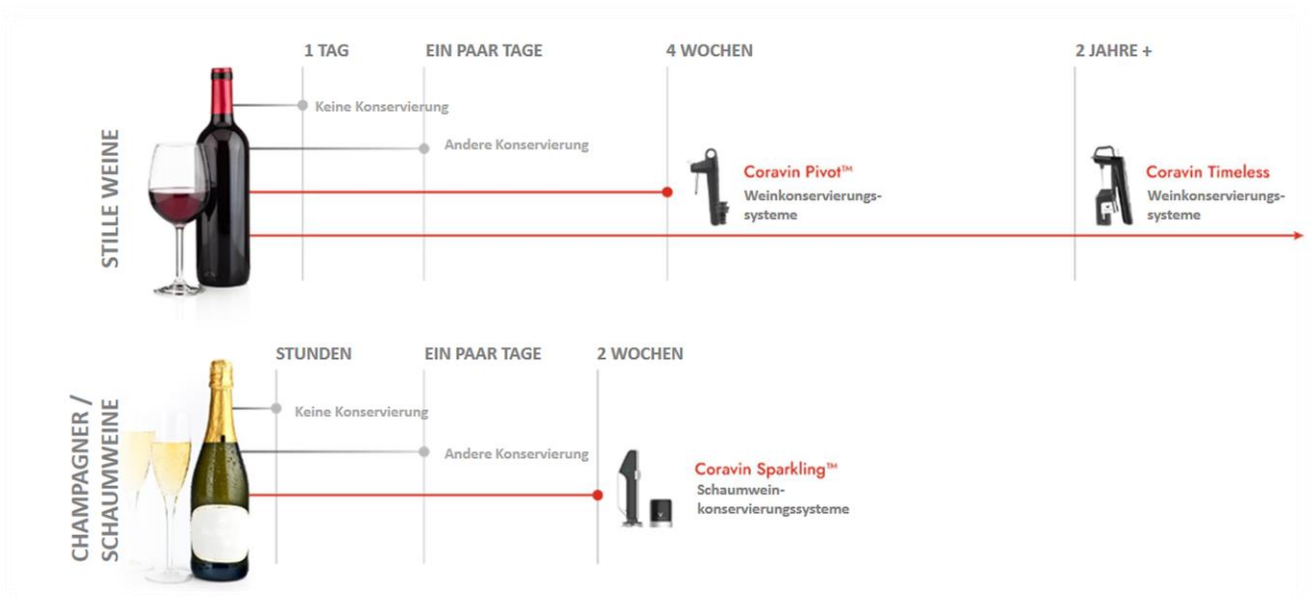 1 TAG
EIN PAAR TAGE
4 WOCHEN
2 JAHRE +
STILLE WEINE
Keine Konservierung
Andere Konservierung
Coravin Pivot™
Weinkonservierungs-
systeme
Coravin Timeless
Weinkonservierungs-
systeme
STUNDEN
EIN PAAR TAGE
2 WOCHEN
CHAMPAGNER /
SCHAUMWEINE
Keine Konservierung
Andere Konservierung
Coravin Sparkling™
Schaumwein-
konservierungssysteme